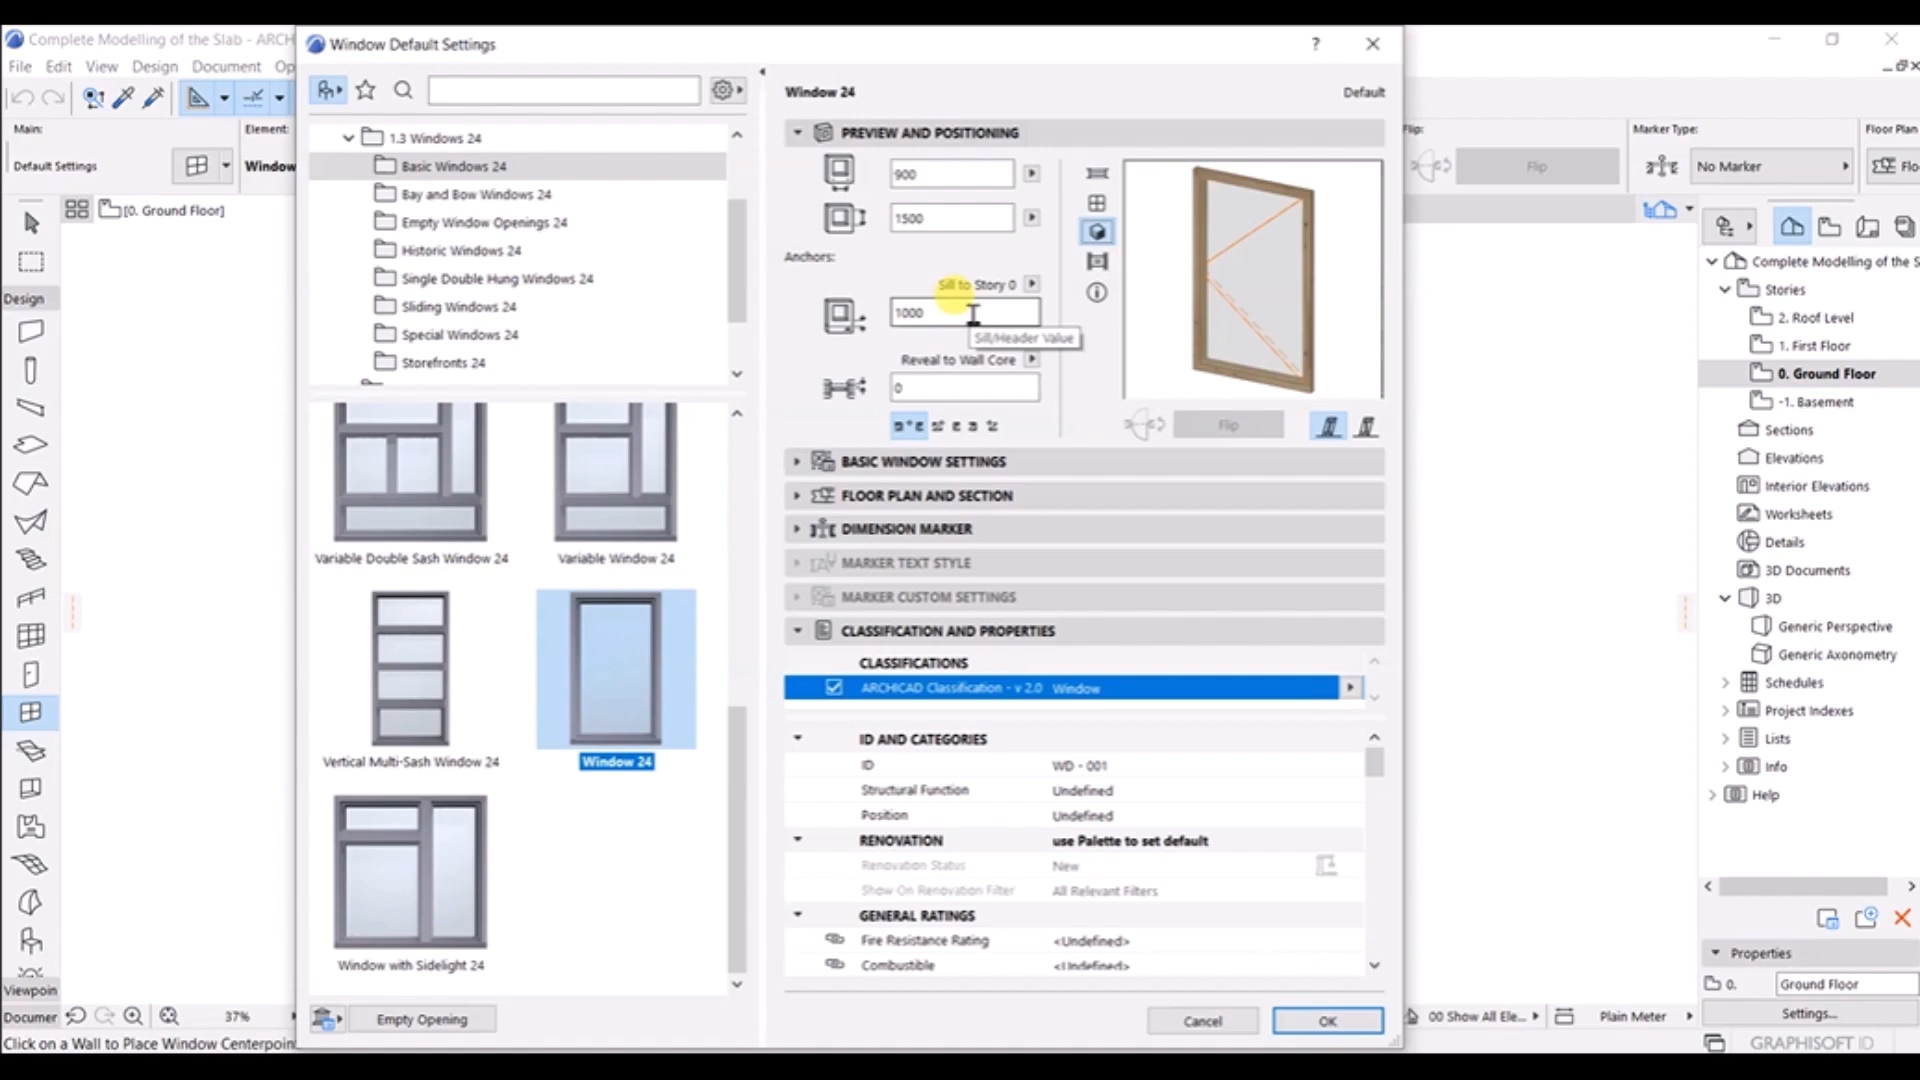 Complete Modelling of the Slab - ARCH
File Edit View Design Document Op
Main:
Default Settings
Element:
Window
[0. Ground Floor]
Design
Viewpoin
Documer
37%
Click on a Wall to Place Window Centerpoin
Window Default Settings
?
1.3 Windows 24
Basic Windows 24
Bay and Bow Windows 24
Empty Window Openings 24
Historic Windows 24
Single Double Hung Windows 24
Sliding Windows 24
Special Windows 24
Storefronts 24
Variable Double Sash Window 24
Variable Window 24
Vertical Multi-Sash Window 24
Window 24
Window with Sidelight 24
Empty Opening
Window 24
Default
PREVIEW AND POSITIONING
900
1500
Anchors:
Sill to Story 0
1000
Sill/Header Value
Reveal to Wall Core
0
Flip
BASIC WINDOW SETTINGS
FLOOR PLAN AND SECTION
DIMENSION MARKER
MARKER TEXT STYLE
MARKER CUSTOM SETTINGS
CLASSIFICATION AND PROPERTIES
CLASSIFICATIONS
ARCHICAD Classification - v 2.0 Window
ID AND CATEGORIES
ID WD - 001
Structural Function Undefined
Position Undefined
RENOVATION use Palette to set default
Renovation Status New
Show On Renovation Filter All Relevant Filters
GENERAL RATINGS
Fire Resistance Rating <Undefined>
Combustible <Undefined>
Cancel
OK
Flip:
Flip
Marker Type:
No Marker
Floor Plan
Flo
Complete Modelling of the S
Stories
2. Roof Level
1. First Floor
0. Ground Floor
-1. Basement
Sections
Elevations
Interior Elevations
Worksheets
Details
3D Documents
3D
Generic Perspective
Generic Axonometry
Schedules
Project Indexes
Lists
Info
Help
Properties
0. Ground Floor
Settings...
00 Show All Ele...
Plain Meter
GRAPHISOFT ID